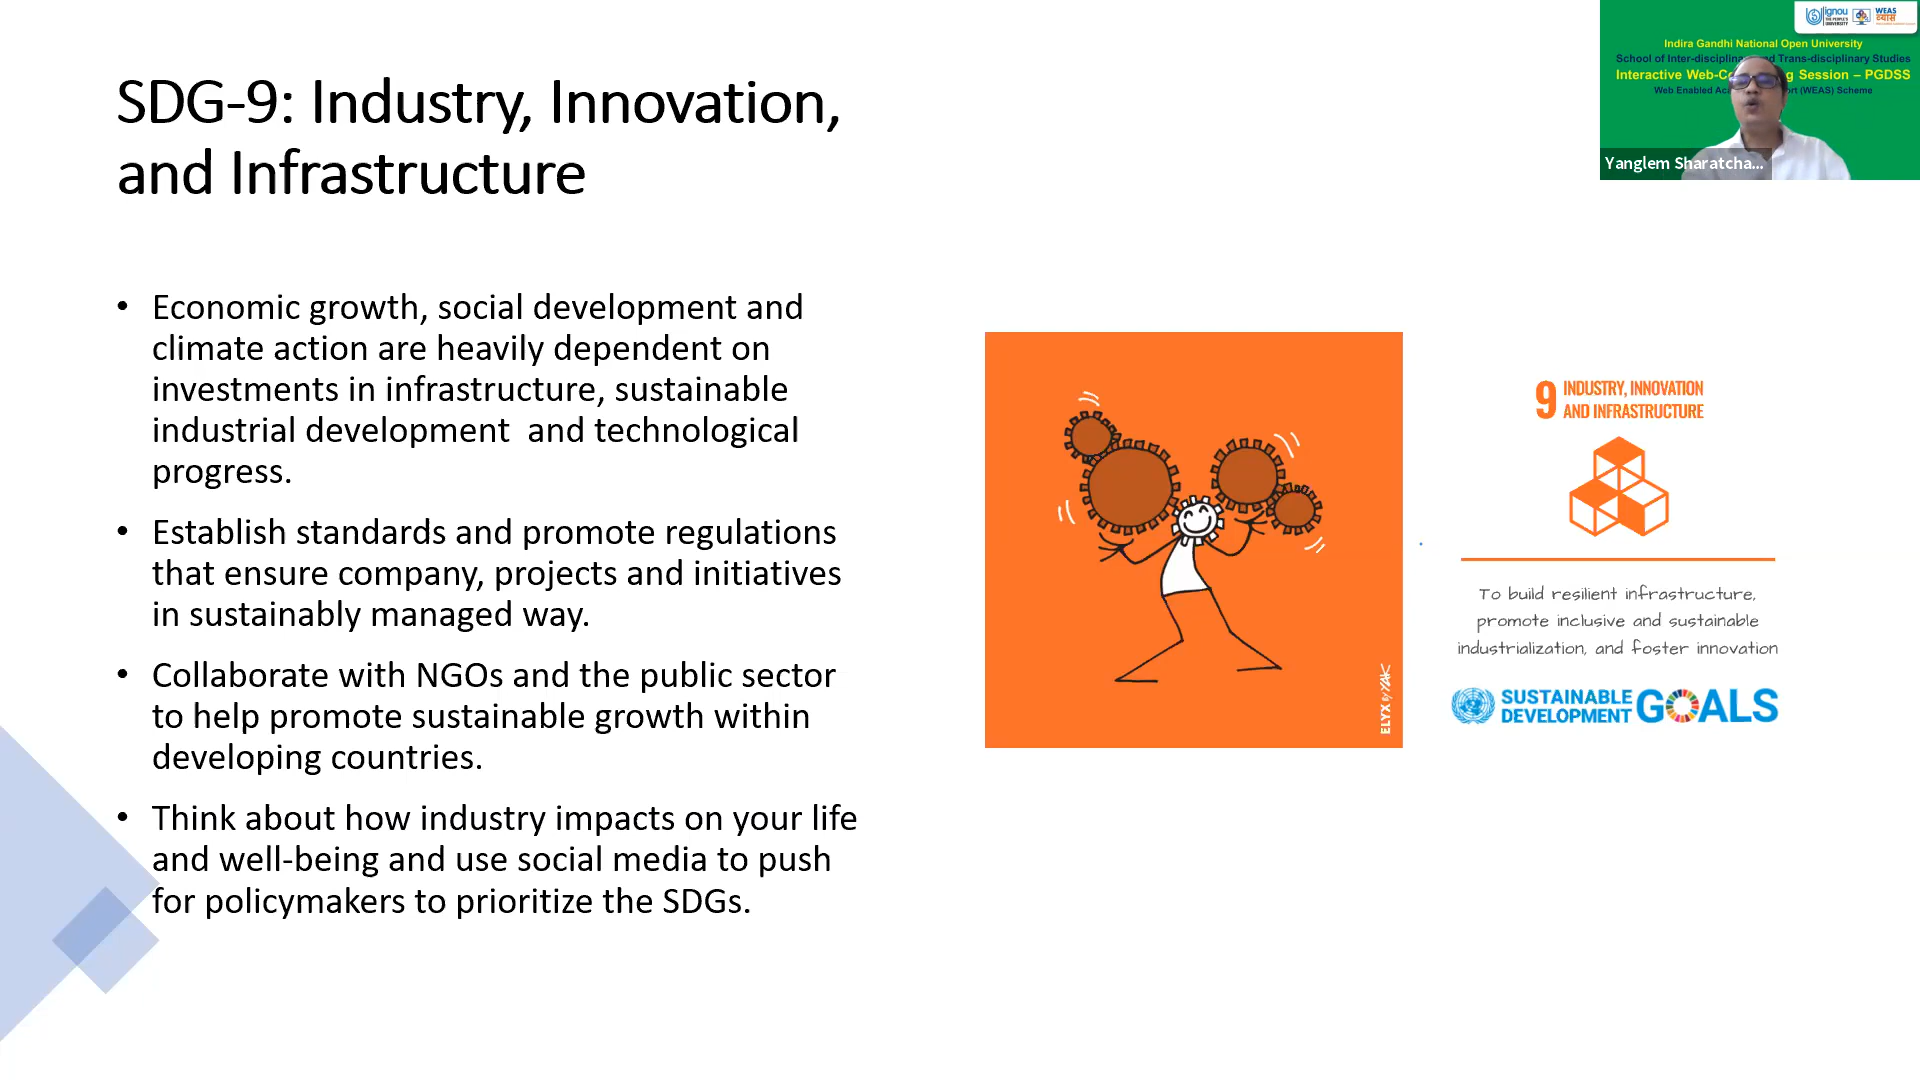 SDG-9: Industry, Innovation,
and Infrastructure
• Economic growth, social development and
climate action are heavily dependent on
investments in infrastructure, sustainable
industrial development  and technological
progress.
• Establish standards and promote regulations
that ensure company, projects and initiatives
in sustainably managed way.
• Collaborate with NGOs and the public sector
to help promote sustainable growth within
developing countries.
• Think about how industry impacts on your life
and well-being and use social media to push
for policymakers to prioritize the SDGs.
ELYX by YAK
9 INDUSTRY, INNOVATION
AND INFRASTRUCTURE
To build resilient infrastructure,
promote inclusive and sustainable
industrialization, and foster innovation
SUSTAINABLE
DEVELOPMENT
GOALS
ignou
THE PEOPLE'S
UNIVERSITY
WEAS
व्यास
Indira Gandhi National Open University
School of Inter-disciplina d Trans-disciplinary Studies
Interactive Web-Co g Session – PGDSS
Web Enabled Aca ort (WEAS) Scheme
Yanglem Sharatcha...